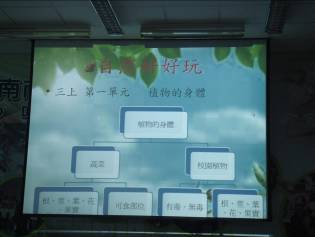 自然好好玩
三上 第一單元 植物的身體
植物的身體
蔬菜
校園植物
根、莖、葉、花、果實
可食部位
有毒、無毒
根、莖、葉、花、果實